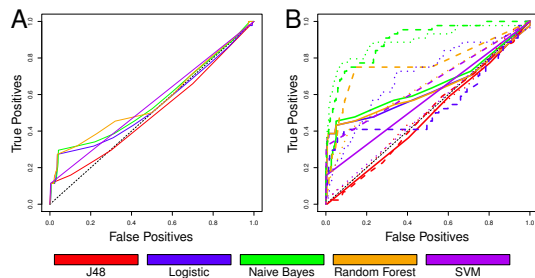 A
B
True Positives
1.0
0.8
0.6
0.4
0.2
0.0
0.0
0.2
0.4
0.6
0.8
1.0
False Positives
True Positives
1.0
0.8
0.6
0.4
0.2
0.0
0.0
0.2
0.4
0.6
0.8
1.0
False Positives
J48
Logistic
Naive Bayes
Random Forest
SVM